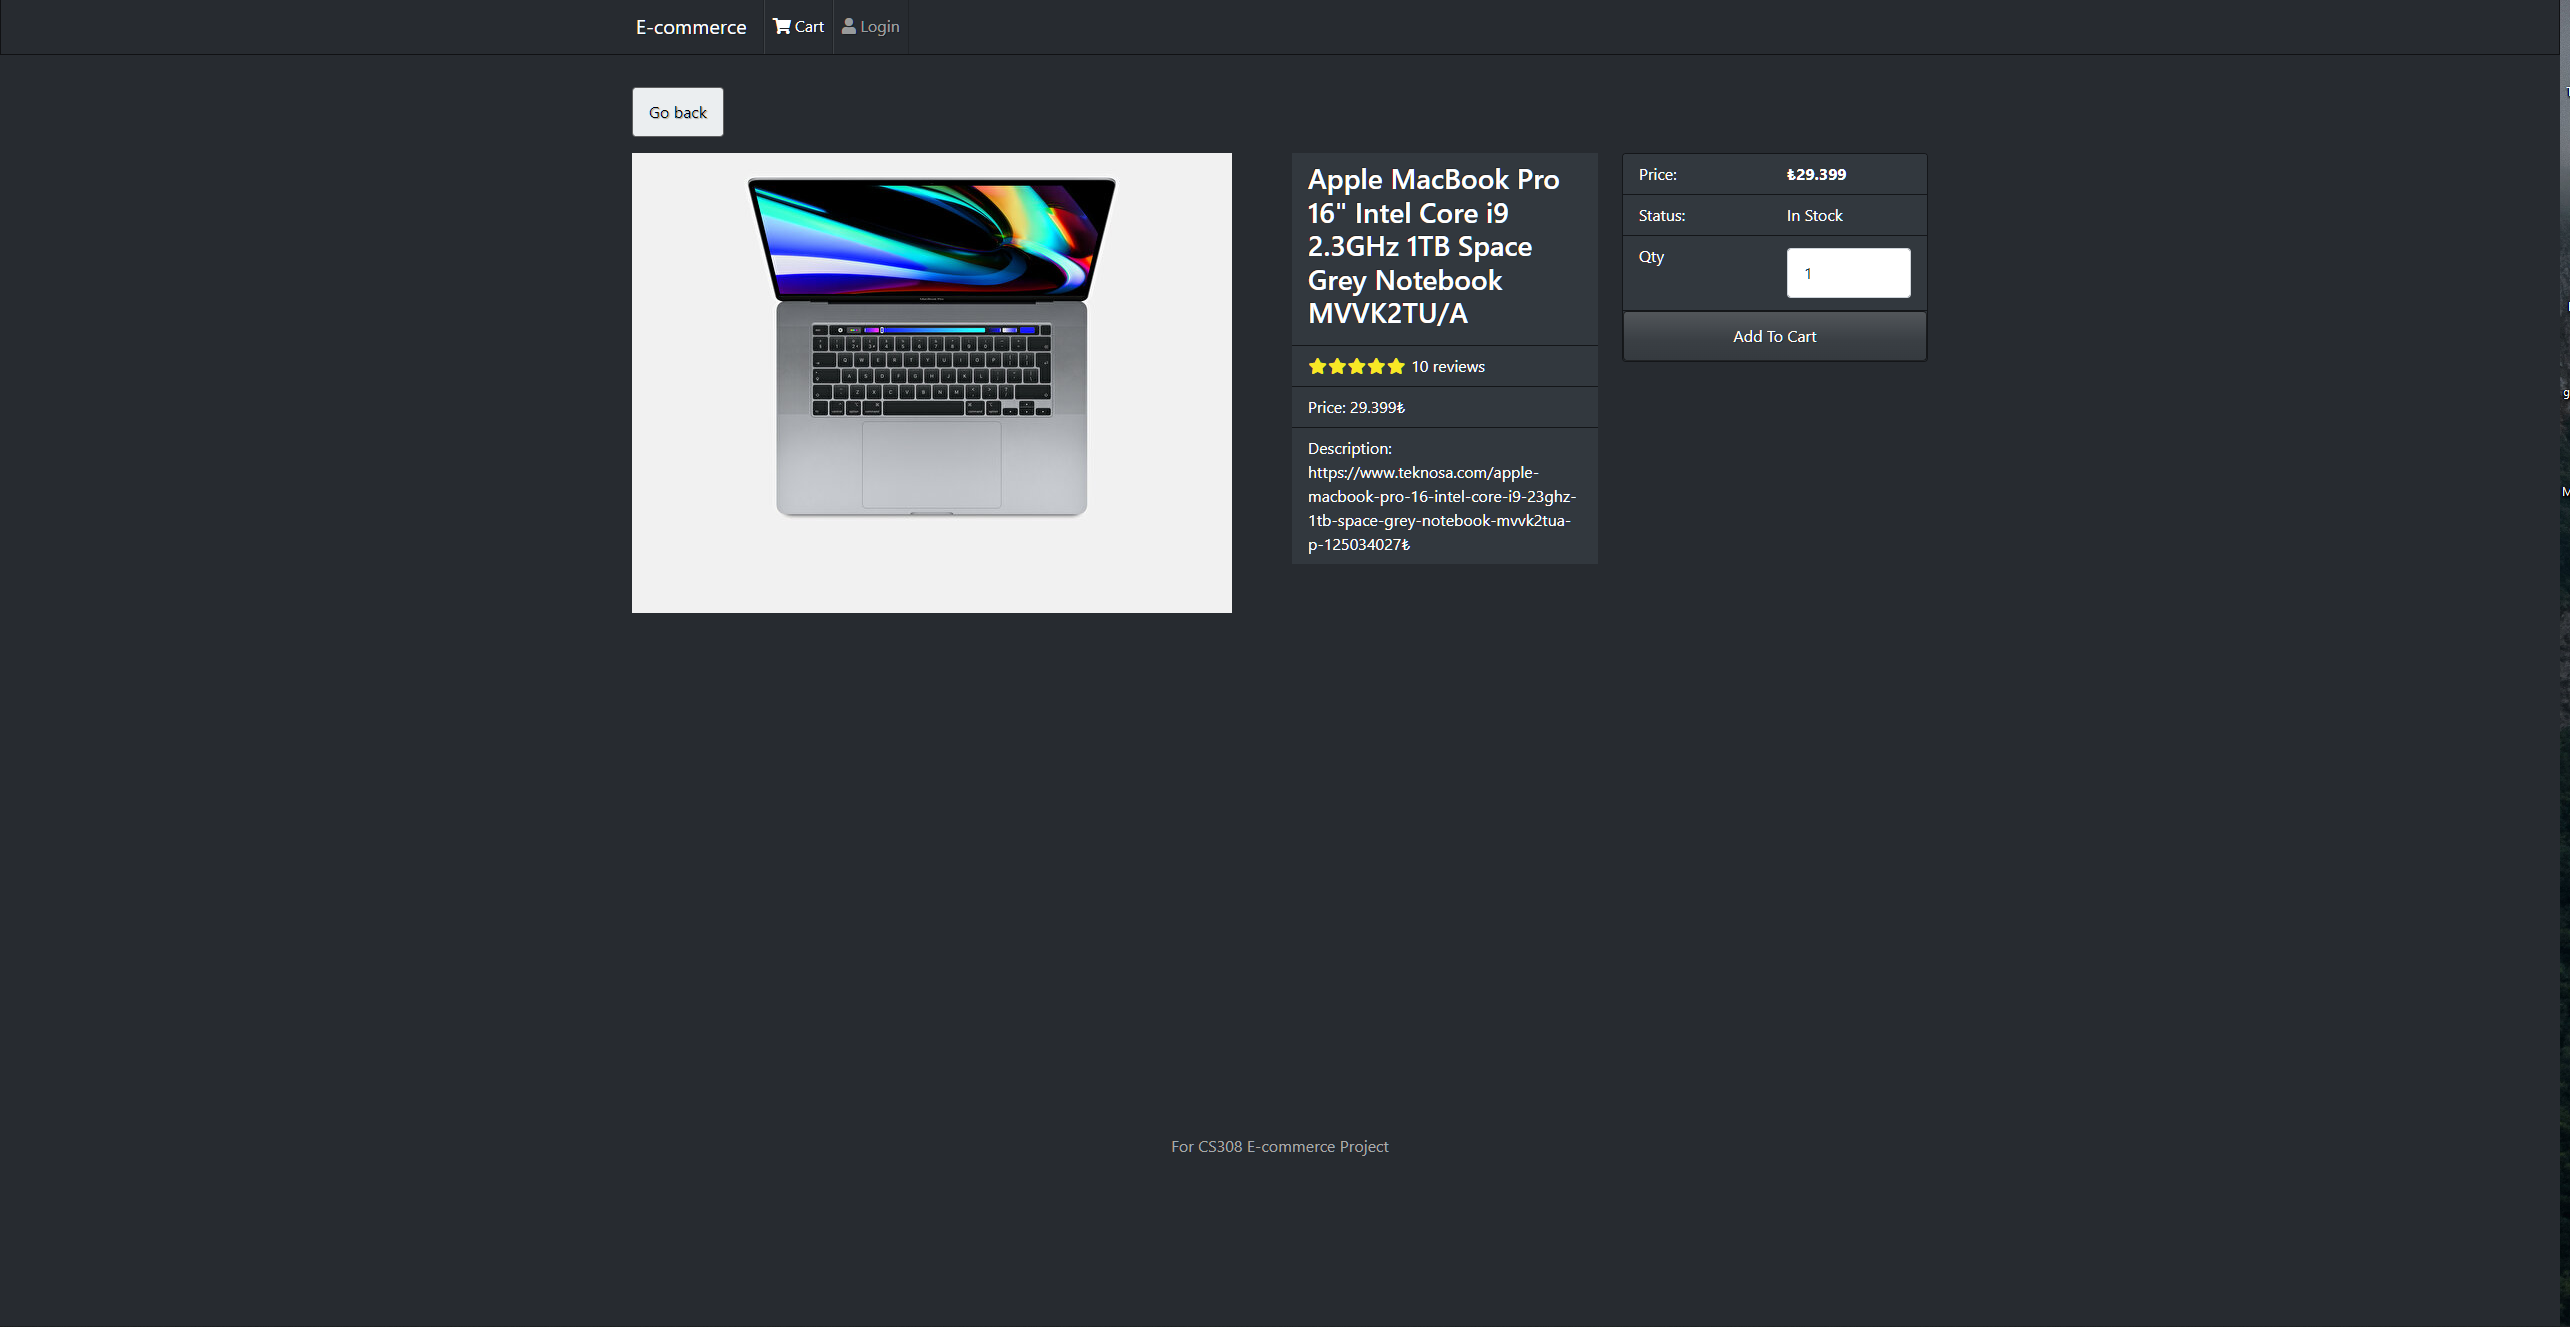 E-commerce
Cart
Login
Go back
Apple MacBook Pro
16" Intel Core i9
2.3GHz 1TB Space
Grey Notebook
MVVK2TU/A
10 reviews
Price: 29.399₺
Description:
https://www.teknosa.com/apple-
macbook-pro-16-intel-core-i9-23ghz-
1tb-space-grey-notebook-mvvk2tua-
p-125034027₺
Price: ₺29.399
Status: In Stock
Qty 1
Add To Cart
For CS308 E-commerce Project